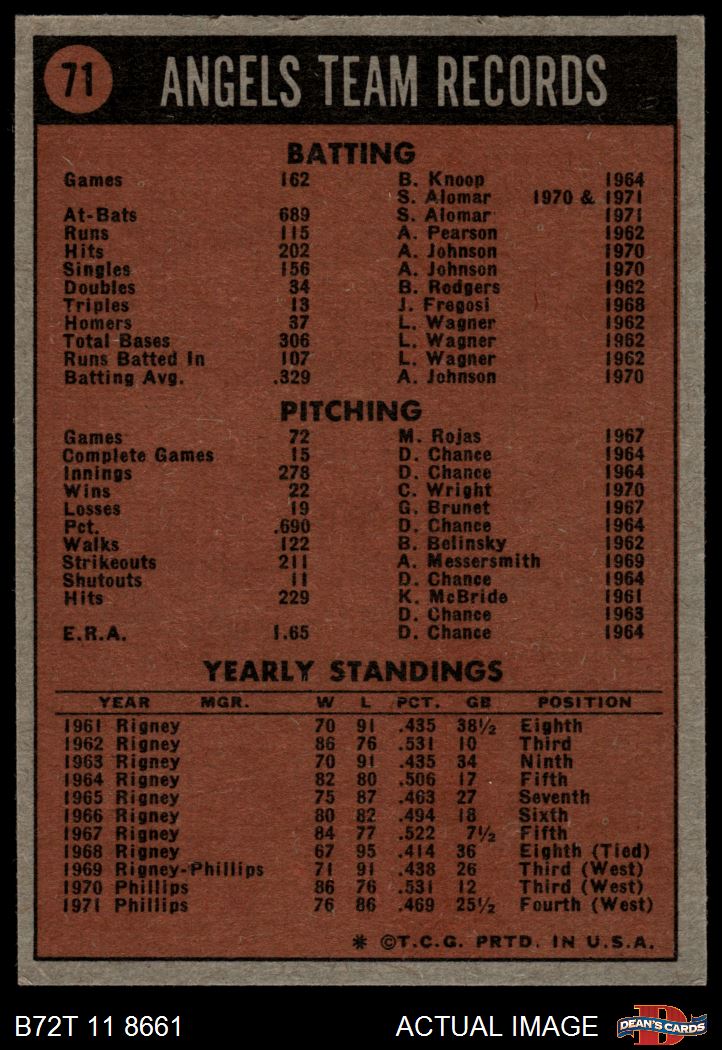 71 ANGELS TEAM RECORDS
BATTING
Games 162 B. Knoop 1964
S. Alomar 1970 & 1971
At-Bats 689 S. Alomar 1971
Runs 115 A. Pearson 1962
Hits 202 A. Johnson 1970
Singles 156 A. Johnson 1970
Doubles 34 B. Rodgers 1962
Triples 13 J. Fregosi 1968
Homers 37 L. Wagner 1962
Total Bases 306 L. Wagner 1962
Runs Batted In 107 L. Wagner 1962
Batting Avg. .329 A. Johnson 1970
PITCHING
Games 72 M. Rojas 1967
Complete Games 15 D. Chance 1964
Innings 278 D. Chance 1964
Wins 22 C. Wright 1970
Losses 19 G. Brunet 1967
Pct. .690 D. Chance 1964
Walks 122 B. Belinsky 1962
Strikeouts 211 A. Messersmith 1969
Shutouts 11 D. Chance 1964
Hits 229 K. McBride 1961
D. Chance 1963
E.R.A. 1.65 D. Chance 1964
YEARLY STANDINGS
YEAR MGR. W L PCT. GB POSITION
1961 Rigney 70 91 .435 38½ Eighth
1962 Rigney 86 76 .531 10 Third
1963 Rigney 70 91 .435 34 Ninth
1964 Rigney 82 80 .506 17 Fifth
1965 Rigney 75 87 .463 27 Seventh
1966 Rigney 80 82 .494 18 Sixth
1967 Rigney 84 77 .522 7½ Fifth
1968 Rigney 67 95 .414 36 Eighth (Tied)
1969 Rigney-Phillips 71 91 .438 26 Third (West)
1970 Phillips 86 76 .531 12 Third (West)
1971 Phillips 76 86 .469 25½ Fourth (West)
* ©T.C.G. PRTD. IN U.S.A.
B72T 11 8661 ACTUAL IMAGE D DEAN'S CARDS